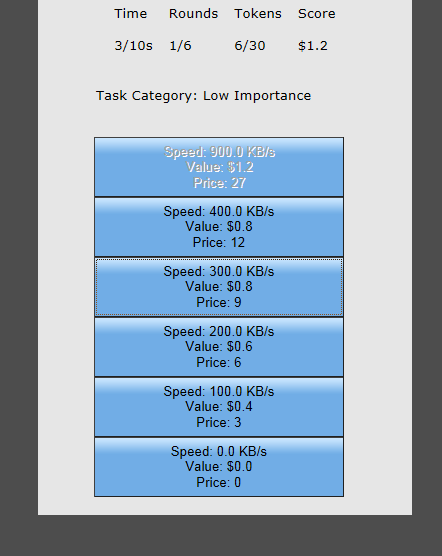 Time Rounds Tokens Score
3/10s 1/6 6/30 $1.2
Task Category: Low Importance
Speed: 900.0 KB/s
Value: $1.2
Price: 27
Speed: 400.0 KB/s
Value: $0.8
Price: 12
Speed: 300.0 KB/s
Value: $0.8
Price: 9
Speed: 200.0 KB/s
Value: $0.6
Price: 6
Speed: 100.0 KB/s
Value: $0.4
Price: 3
Speed: 0.0 KB/s
Value: $0.0
Price: 0